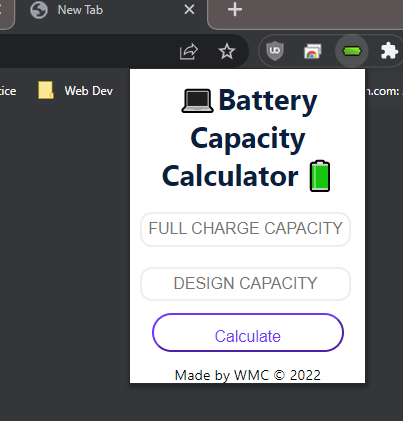 New Tab
tice
Web Dev
n.com:
Battery
Capacity
Calculator
FULL CHARGE CAPACITY
DESIGN CAPACITY
Calculate
Made by WMC © 2022